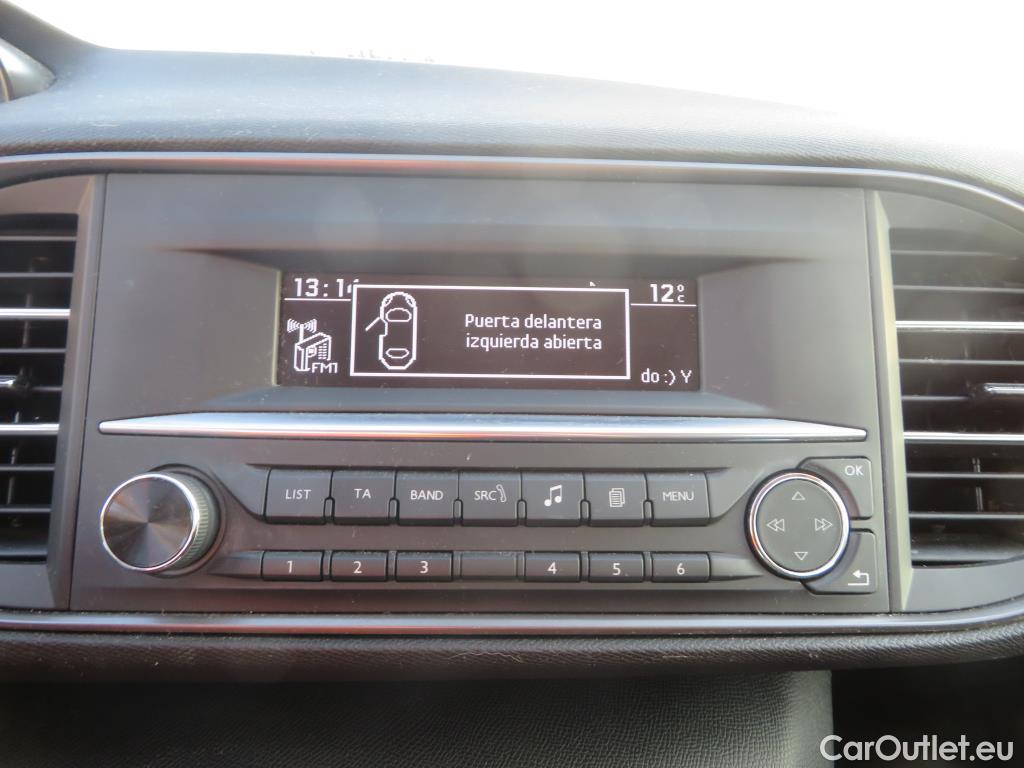 13:1
12°C
Puerta delantera
izquierda abierta
FM1
do :) Y
LIST TA BAND SRC MENU OK
1 2 3 4 5 6
CarOutlet.eu